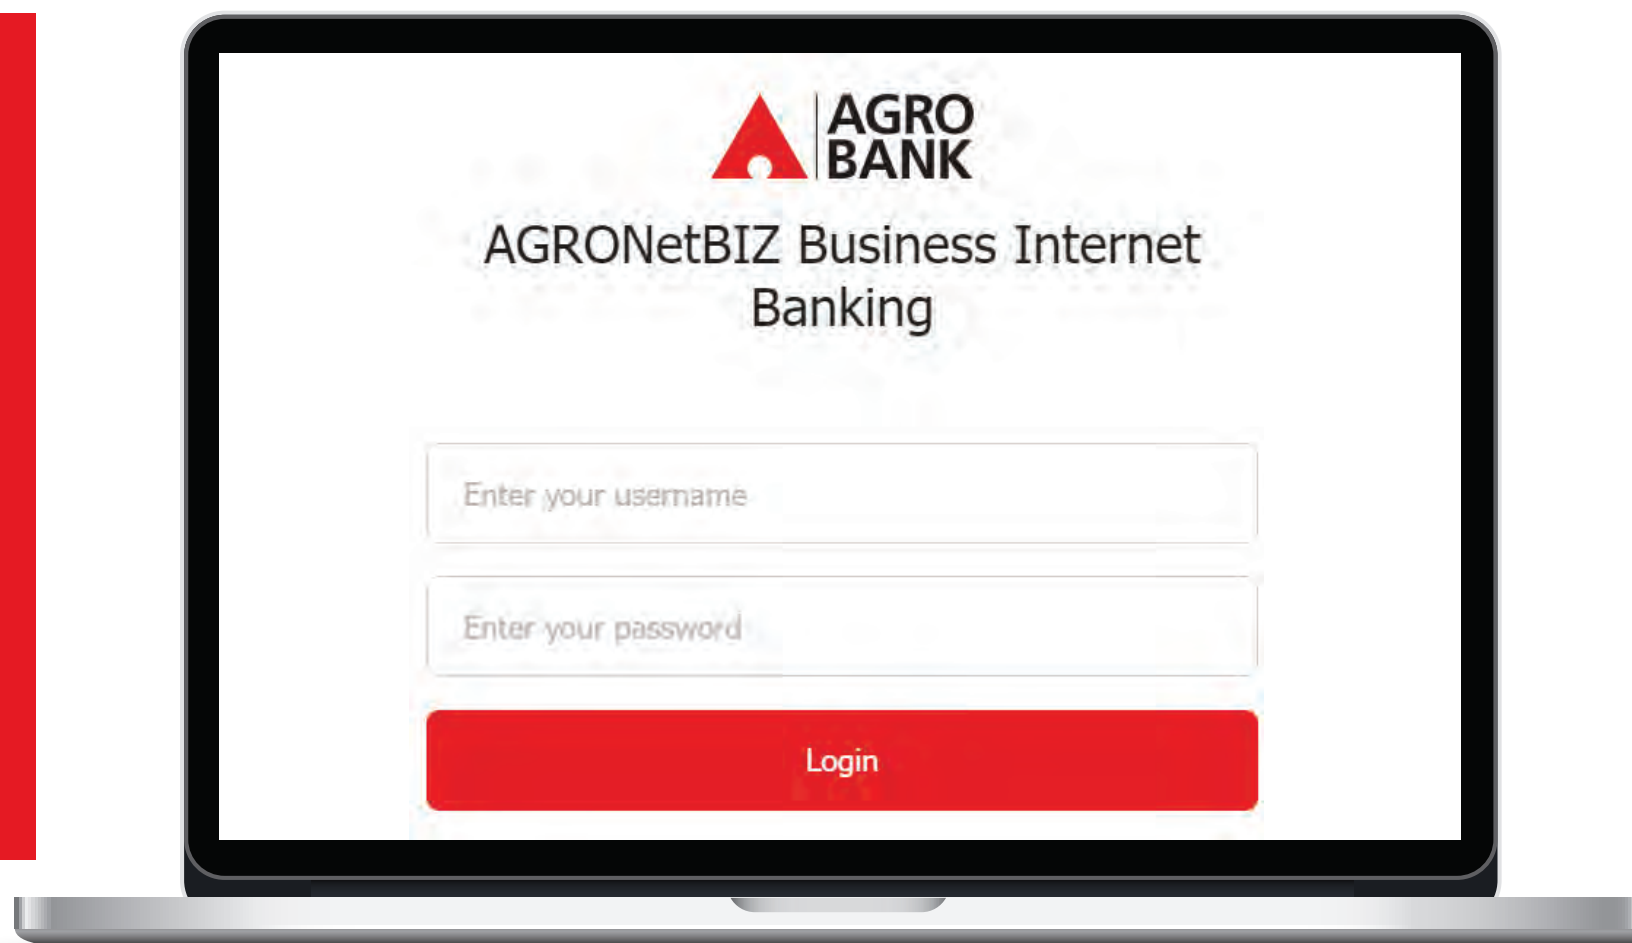 AGRO
BANK
AGRONetBIZ Business Internet
Banking
Enter your username
Enter your password
Login